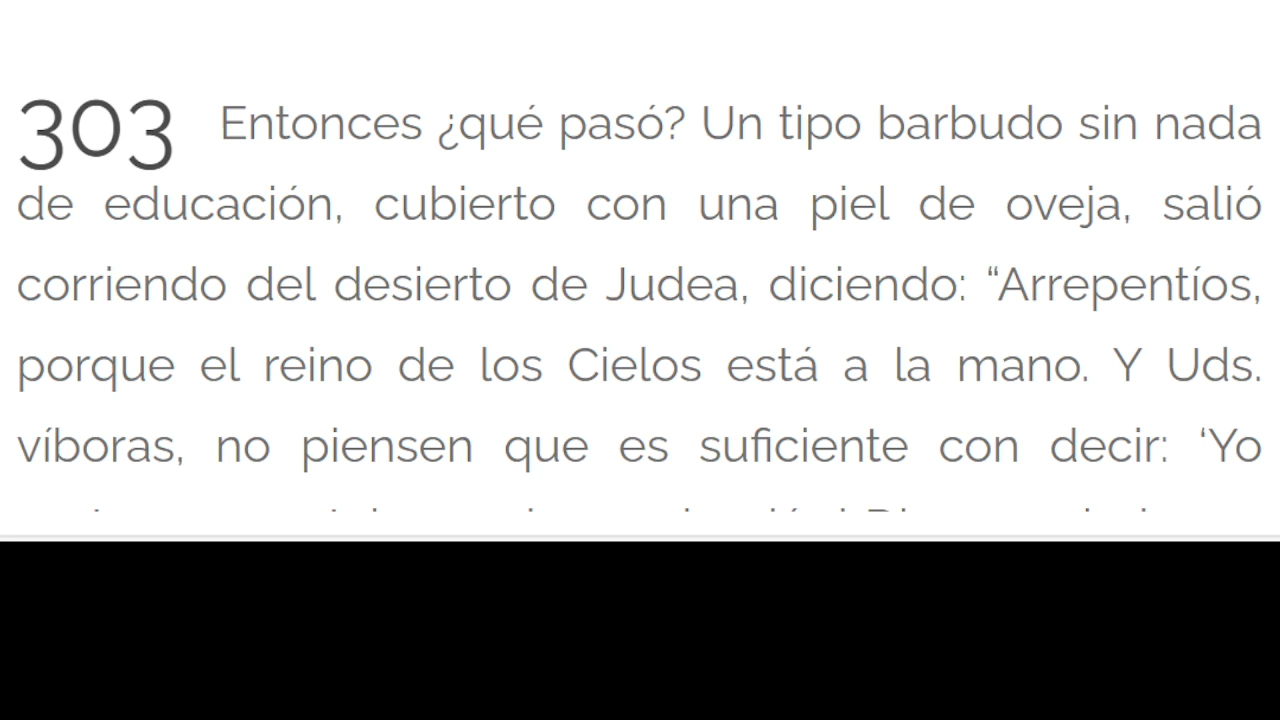 303 Entonces ¿qué pasó? Un tipo barbudo sin nada
de educación, cubierto con una piel de oveja, salió
corriendo del desierto de Judea, diciendo: “Arrepentíos,
porque el reino de los Cielos está a la mano. Y Uds.
víboras, no piensen que es suficiente con decir: ‘Yo